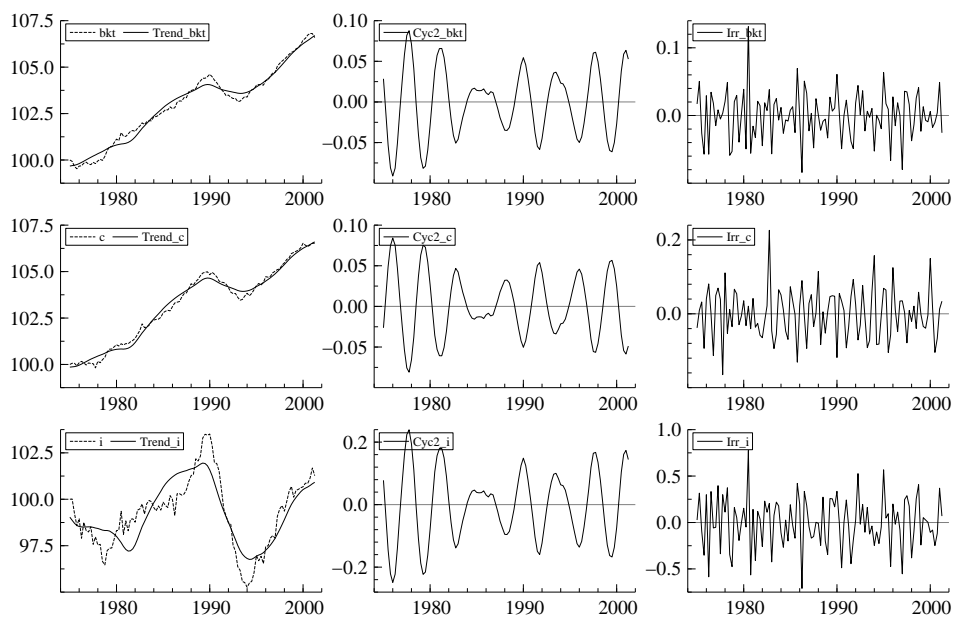 107.5 bkt Trend_bkt
105.0
102.5
100.0
1980 1990 2000
0.10 Cyc2_bkt
0.05
0.00
−0.05
1980 1990 2000
Irr_bkt
0.1
0.0
1980 1990 2000
107.5 c Trend_c
105.0
102.5
100.0
1980 1990 2000
0.10 Cyc2_c
0.05
0.00
−0.05
1980 1990 2000
Irr_c
0.2
0.0
1980 1990 2000
i Trend_i
102.5
100.0
97.5
1980 1990 2000
Cyc2_i
0.2
0.0
−0.2
1980 1990 2000
1.0 Irr_i
0.5
0.0
−0.5
1980 1990 2000